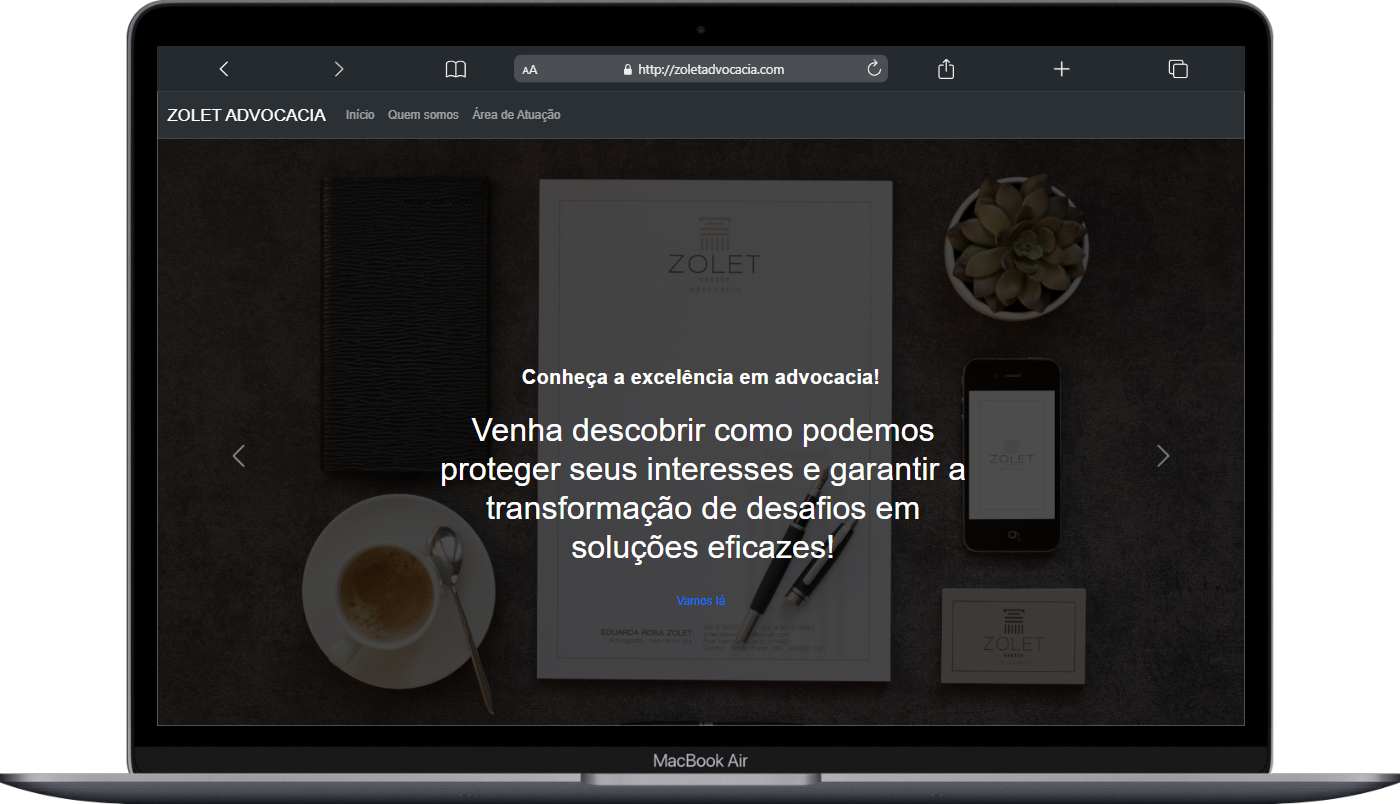 AA
http://zoletadvocacia.com
ZOLET ADVOCACIA Início Quem somos Área de Atuação
ZOLET
advocacia
Conheça a excelência em advocacia!
Venha descobrir como podemos
proteger seus interesses e garantir a
transformação de desafios em
soluções eficazes!
ZOLET
Vamos lá
EDUARDA ROSA ZOLET
ZOLET
MacBook Air